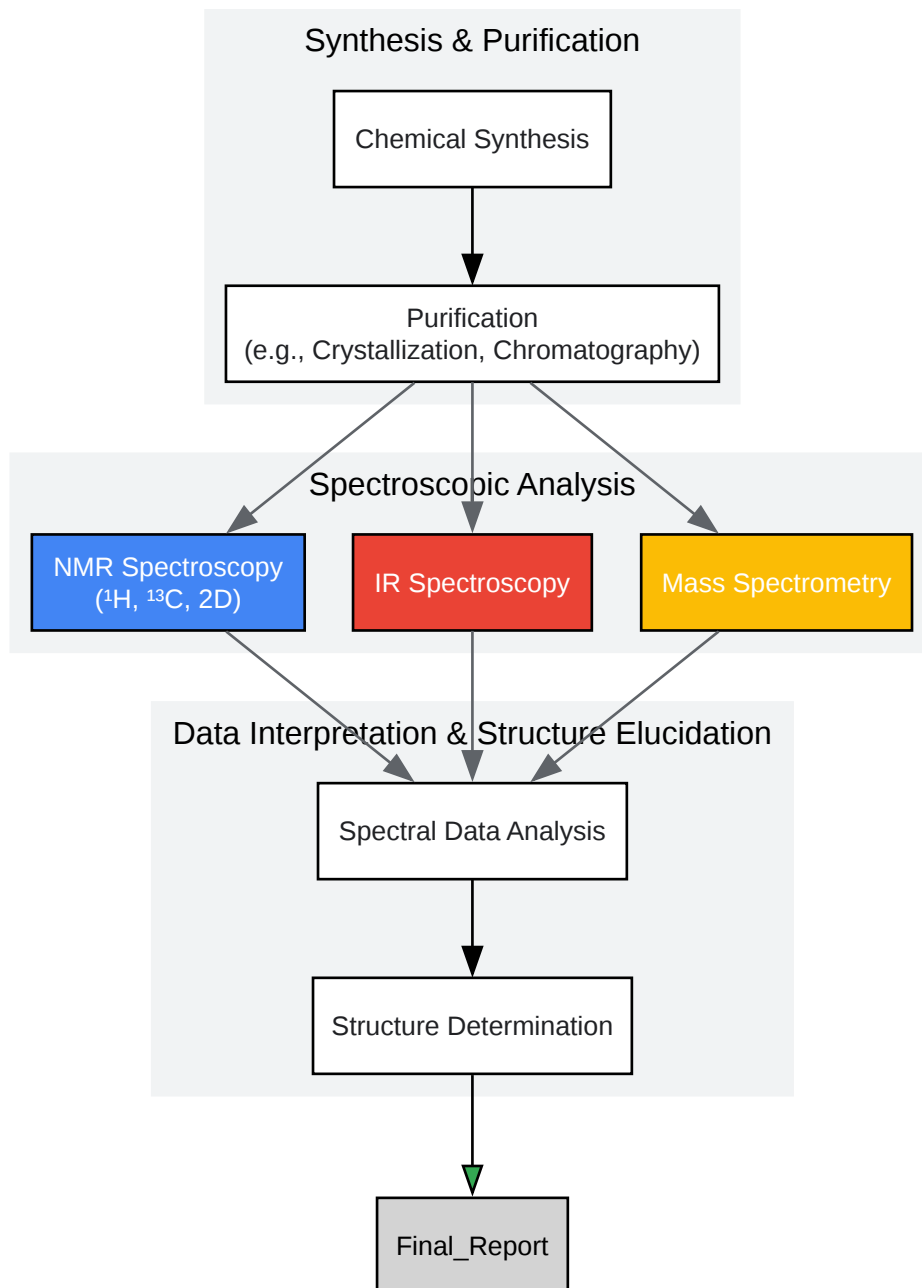 Synthesis & Purification
Chemical Synthesis
Purification
(e.g., Crystallization, Chromatography)
Spectroscopic Analysis
NMR Spectroscopy
(¹H, ¹³C, 2D)
IR Spectroscopy
Mass Spectrometry
Data Interpretation & Structure Elucidation
Spectral Data Analysis
Structure Determination
Final_Report